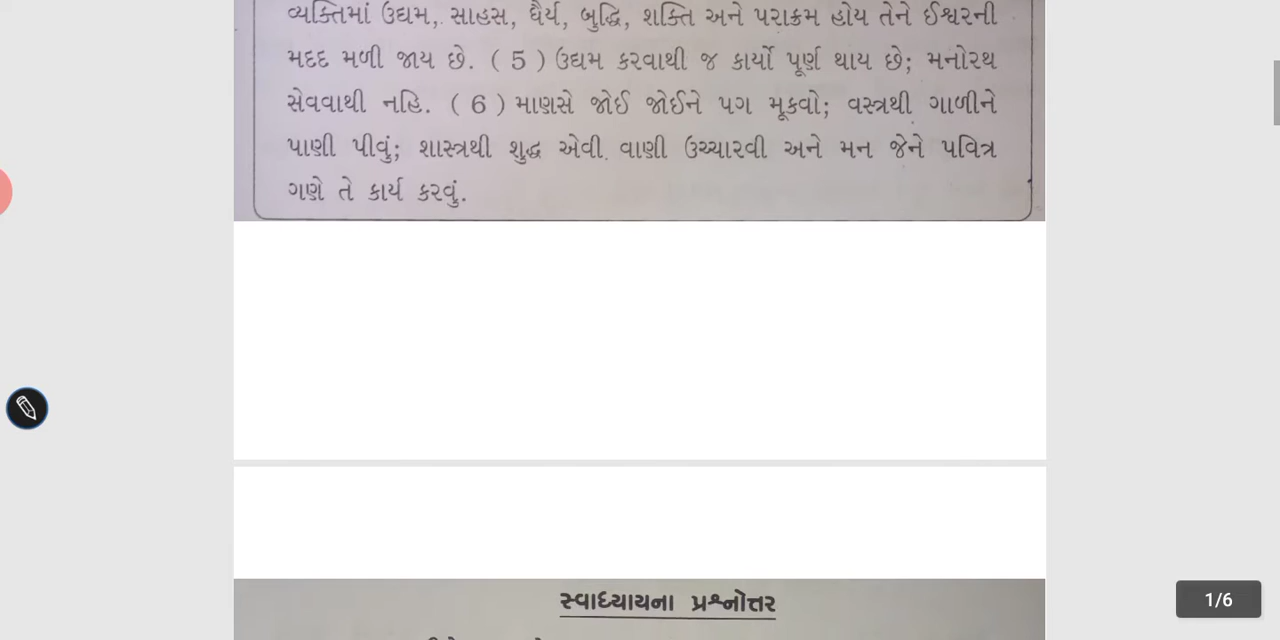 વ્યક્તિમાં ઉદ્યમ, સાહસ, ધૈર્ય, બુદ્ધિ, શક્તિ અને પરાક્રમ હોય તેને ઈશ્વરની
મદદ મળી જાય છે. ( 5 ) ઉદ્યમ કરવાથી જ કાર્યો પૂર્ણ થાય છે; મનોરથ
સેવવાથી નહિ. ( 6 ) માણસે જોઈ જોઈને પગ મૂકવો; વસ્ત્રથી ગાળીને
પાણી પીવું; શાસ્ત્રથી શુદ્ધ એવી વાણી ઉચ્ચારવી અને મન જેને પવિત્ર
ગણે તે કાર્ય કરવું.
સ્વાધ્યાયના પ્રશ્નોત્તર
1/6